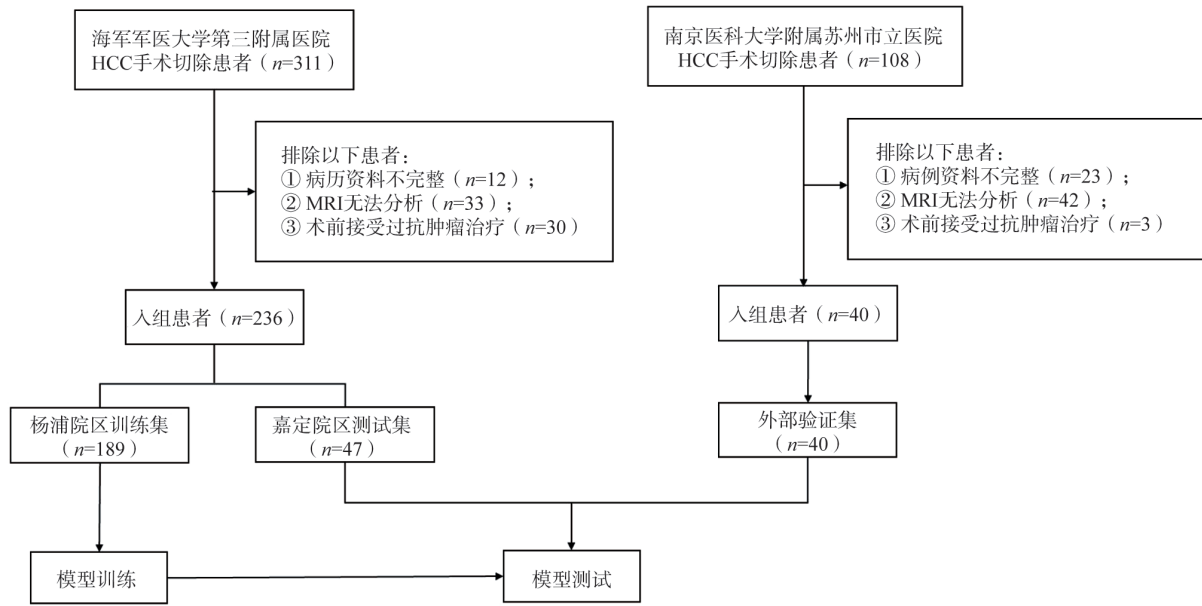 海军军医大学第三附属医院
HCC手术切除患者（n=311）
南京医科大学附属苏州市立医院
HCC手术切除患者（n=108）
排除以下患者：
① 病历资料不完整（n=12）；
② MRI无法分析（n=33）；
③ 术前接受过抗肿瘤治疗（n=30）
排除以下患者：
① 病例资料不完整（n=23）；
② MRI无法分析（n=42）；
③ 术前接受过抗肿瘤治疗（n=3）
入组患者（n=236）
入组患者（n=40）
杨浦院区训练集
（n=189）
嘉定院区测试集
（n=47）
外部验证集
（n=40）
模型训练
模型测试